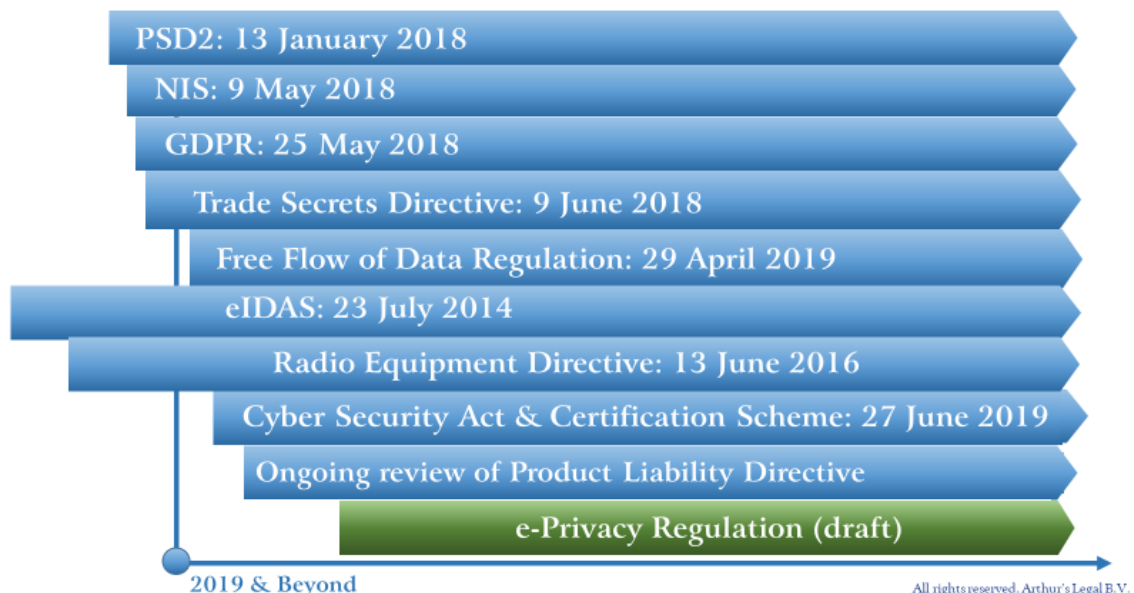 PSD2: 13 January 2018
NIS: 9 May 2018
GDPR: 25 May 2018
Trade Secrets Directive: 9 June 2018
Free Flow of Data Regulation: 29 April 2019
eIDAS: 23 July 2014
Radio Equipment Directive: 13 June 2016
Cyber Security Act & Certification Scheme: 27 June 2019
Ongoing review of Product Liability Directive
e-Privacy Regulation (draft)
2019 & Beyond
All rights reserved. Arthur's Legal B.V.